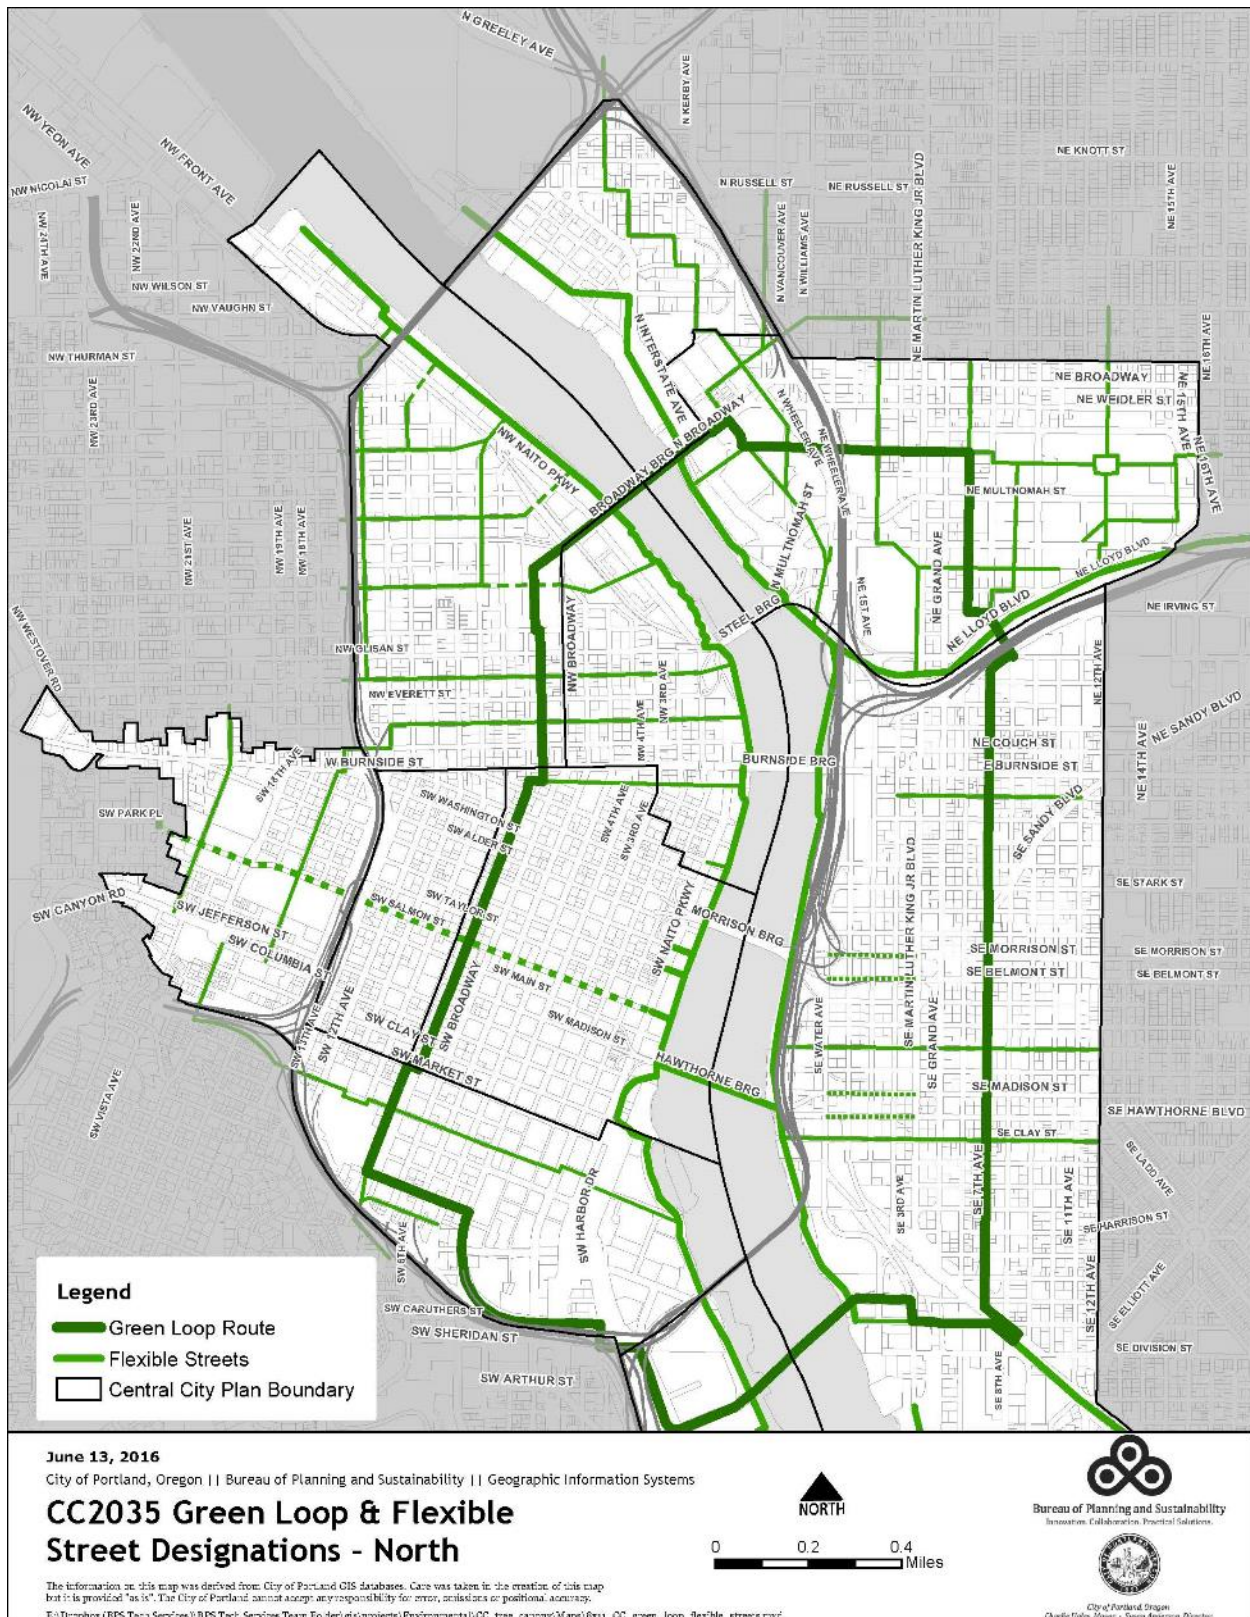 N GREELEY AVE
N KERBY AVE
NW YEON AVE
NW FRONT AVE
NE KNOTT ST
NW NICOLAI ST
N RUSSELL ST
NE RUSSELL ST
NE MARTIN LUTHER KING JR BLVD
NE 15TH AVE
NW 24TH AVE
NW 22ND AVE
N VANCOUVER AVE
N WILLIAMS AVE
NW WILSON ST
NW VAUGHN ST
N INTERSTATE AVE
NE 16TH AVE
NW THURMAN ST
NE BROADWAY
NE WEIDLER ST
NE 15TH AVE
NW 23RD AVE
N WHEELER AVE
NE WHEELER AVE
NE 16TH AVE
N BROADWAY
BROADWAY BRG
NW NAITO PKWY
NE MULTNOMAH ST
N MULTNOMAH ST
NW 21ST AVE
NW 19TH AVE
NW 18TH AVE
NE GRAND AVE
NE LLOYD BLVD
NE 1ST AVE
NE LLOYD BLVD
STEEL BRG
NE IRVING ST
NW WESTOVER RD
NW GLISAN ST
NW BROADWAY
NW EVERETT ST
NW 3RD AVE
NW 4TH AVE
NE 12TH AVE
NE SANDY BLVD
NE COUCH ST
E BURNSIDE ST
NE 14TH AVE
W BURNSIDE ST
BURNSIDE BRG
SW 18TH AVE
SW PARK PL
SW WASHINGTON ST
SW ALDER ST
SW 4TH AVE
SW 3RD AVE
SE SANDY BLVD
SE MARTIN LUTHER KING JR BLVD
SE STARK ST
SW CANYON RD
SW JEFFERSON ST
SW COLUMBIA ST
SW SALMON ST
SW TAYLOR ST
SW NAITO PKWY
MORRISON BRG
SE MORRISON ST
SE BELMONT ST
SE MORRISON ST
SE BELMONT ST
SW MAIN ST
SW MADISON ST
SW BROADWAY
SW 13TH AVE
SW 12TH AVE
SW CLAY ST
SW MARKET ST
HAWTHORNE BRG
SE WATER AVE
SE GRAND AVE
SE MADISON ST
SE HAWTHORNE BLVD
SE CLAY ST
SW VISTA AVE
SE LADD AVE
SE 3RD AVE
SE 7TH AVE
SE 11TH AVE
SE HARRISON ST
SW HARBOR DR
SW 6TH AVE
SE 12TH AVE
SE ELLIOTT AVE
SW CARUTHERS ST
SW SHERIDAN ST
SW ARTHUR ST
SE 8TH AVE
SE DIVISION ST
Legend
Green Loop Route
Flexible Streets
Central City Plan Boundary
June 13, 2016
City of Portland, Oregon || Bureau of Planning and Sustainability || Geographic Information Systems
CC2035 Green Loop & Flexible
Street Designations - North
NORTH
0 0.2 0.4
Miles
Bureau of Planning and Sustainability
Innovation. Collaboration. Practical Solutions.
The information on this map was derived from City of Portland GIS databases. Care was taken in the creation of this map
but it is provided "as is". The City of Portland cannot accept any responsibility for error, omissions or positional accuracy.
City of Portland, Oregon